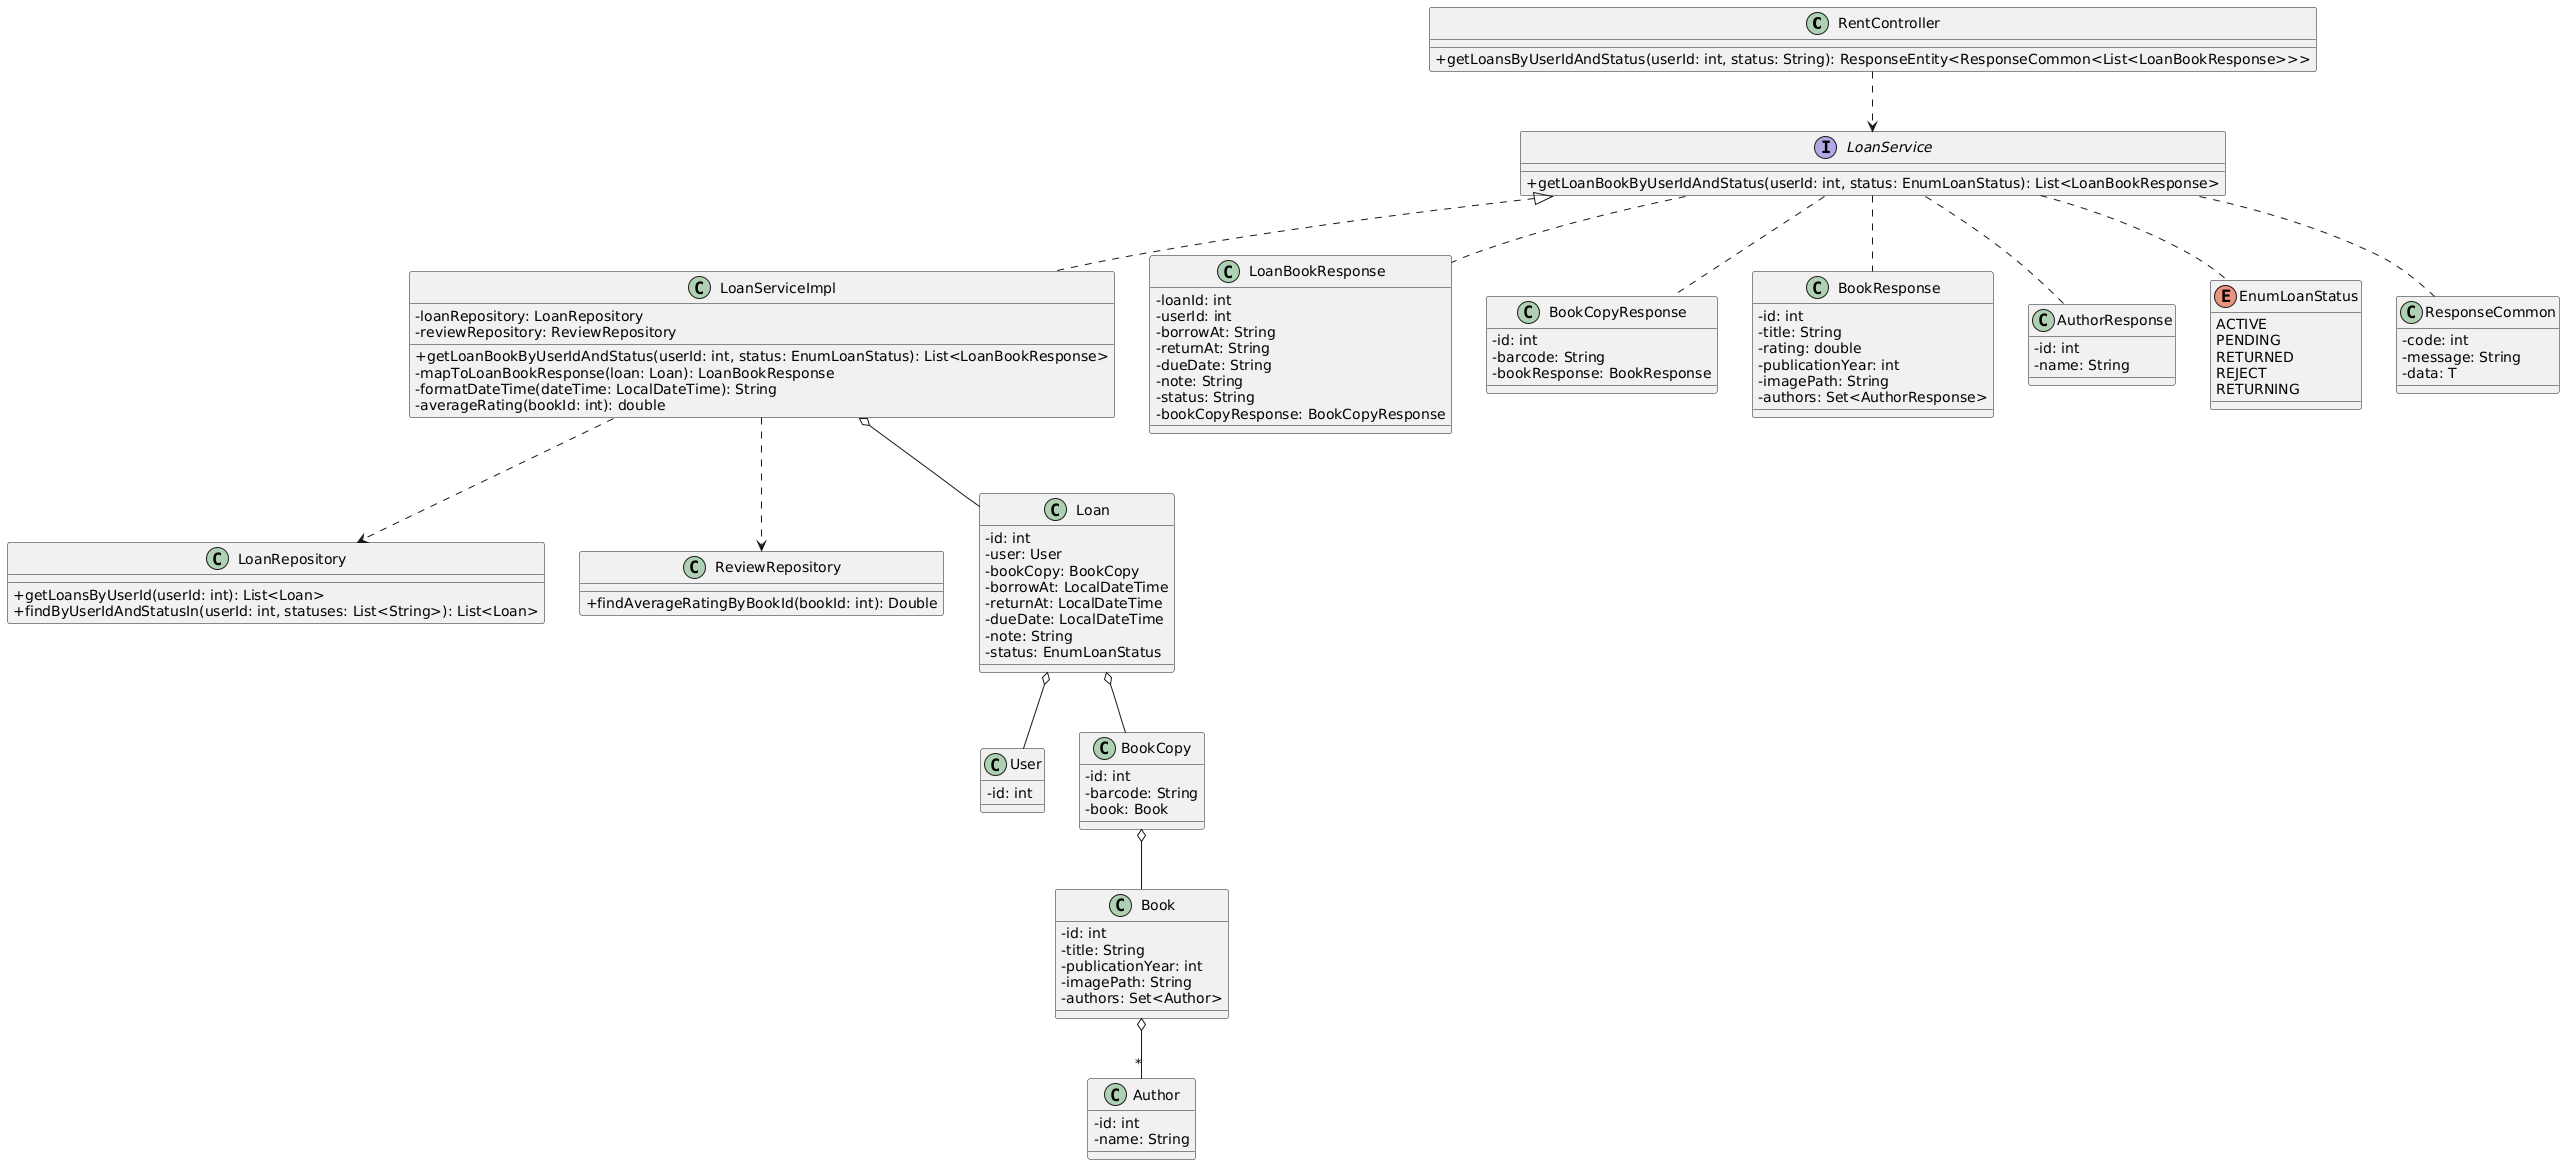 C RentController
+getLoansByUserIdAndStatus(userId: int, status: String): ResponseEntity<ResponseCommon<List<LoanBookResponse>>>
I LoanService
+getLoanBookByUserIdAndStatus(userId: int, status: EnumLoanStatus): List<LoanBookResponse>
C LoanServiceImpl
-loanRepository: LoanRepository
-reviewRepository: ReviewRepository
+getLoanBookByUserIdAndStatus(userId: int, status: EnumLoanStatus): List<LoanBookResponse>
-mapToLoanBookResponse(loan: Loan): LoanBookResponse
-formatDateTime(dateTime: LocalDateTime): String
-averageRating(bookId: int): double
C LoanBookResponse
-loanId: int
-userId: int
-borrowAt: String
-returnAt: String
-dueDate: String
-note: String
-status: String
-bookCopyResponse: BookCopyResponse
C BookCopyResponse
-id: int
-barcode: String
-bookResponse: BookResponse
C BookResponse
-id: int
-title: String
-rating: double
-publicationYear: int
-imagePath: String
-authors: Set<AuthorResponse>
C AuthorResponse
-id: int
-name: String
E EnumLoanStatus
ACTIVE
PENDING
RETURNED
REJECT
RETURNING
C ResponseCommon
-code: int
-message: String
-data: T
C LoanRepository
+getLoansByUserId(userId: int): List<Loan>
+findByUserIdAndStatusIn(userId: int, statuses: List<String>): List<Loan>
C ReviewRepository
+findAverageRatingByBookId(bookId: int): Double
C Loan
-id: int
-user: User
-bookCopy: BookCopy
-borrowAt: LocalDateTime
-returnAt: LocalDateTime
-dueDate: LocalDateTime
-note: String
-status: EnumLoanStatus
C User
-id: int
C BookCopy
-id: int
-barcode: String
-book: Book
C Book
-id: int
-title: String
-publicationYear: int
-imagePath: String
-authors: Set<Author>
*
C Author
-id: int
-name: String